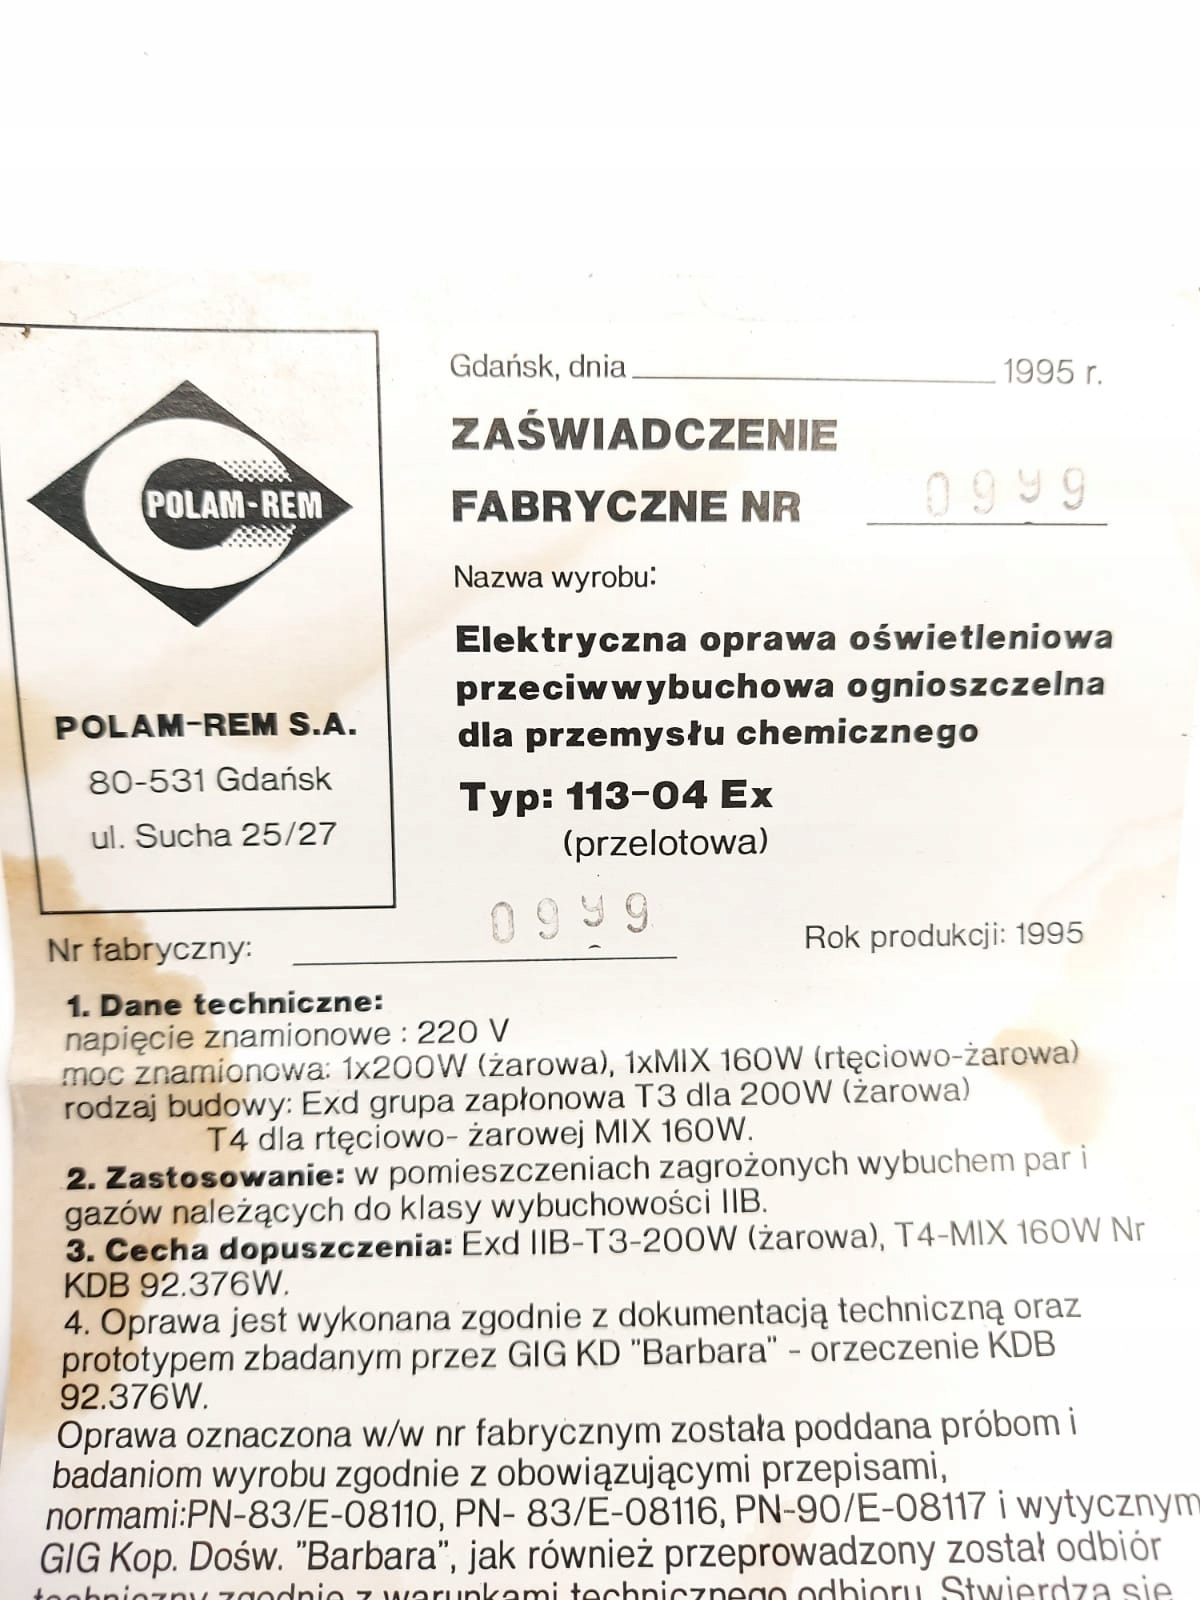 POLAM-REM
POLAM-REM S.A.
80-531 Gdańsk
ul. Sucha 25/27
Gdańsk, dnia 1995 r.
ZAŚWIADCZENIE
FABRYCZNE NR 0999
Nazwa wyrobu:
Elektryczna oprawa oświetleniowa
przeciwwybuchowa ognioszczelna
dla przemysłu chemicznego
Typ: 113-04 Ex
(przelotowa)
Nr fabryczny: 0999 Rok produkcji: 1995
1. Dane techniczne:
napięcie znamionowe : 220 V
moc znamionowa: 1x200W (żarowa), 1xMIX 160W (rtęciowo-żarowa)
rodzaj budowy: Exd grupa zapłonowa T3 dla 200W (żarowa)
T4 dla rtęciowo- żarowej MIX 160W.
2. Zastosowanie: w pomieszczeniach zagrożonych wybuchem par i
gazów należących do klasy wybuchowości IIB.
3. Cecha dopuszczenia: Exd IIB-T3-200W (żarowa), T4-MIX 160W Nr
KDB 92.376W.
4. Oprawa jest wykonana zgodnie z dokumentacją techniczną oraz
prototypem zbadanym przez GIG KD "Barbara" - orzeczenie KDB
92.376W.
Oprawa oznaczona w/w nr fabrycznym została poddana próbom i
badaniom wyrobu zgodnie z obowiązującymi przepisami,
normami:PN-83/E-08110, PN- 83/E-08116, PN-90/E-08117 i wytycznym
GIG Kop. Dośw. "Barbara", jak również przeprowadzony został odbiór
techniczny zgodnie z warunkami technicznego odbioru. Stwierdza się